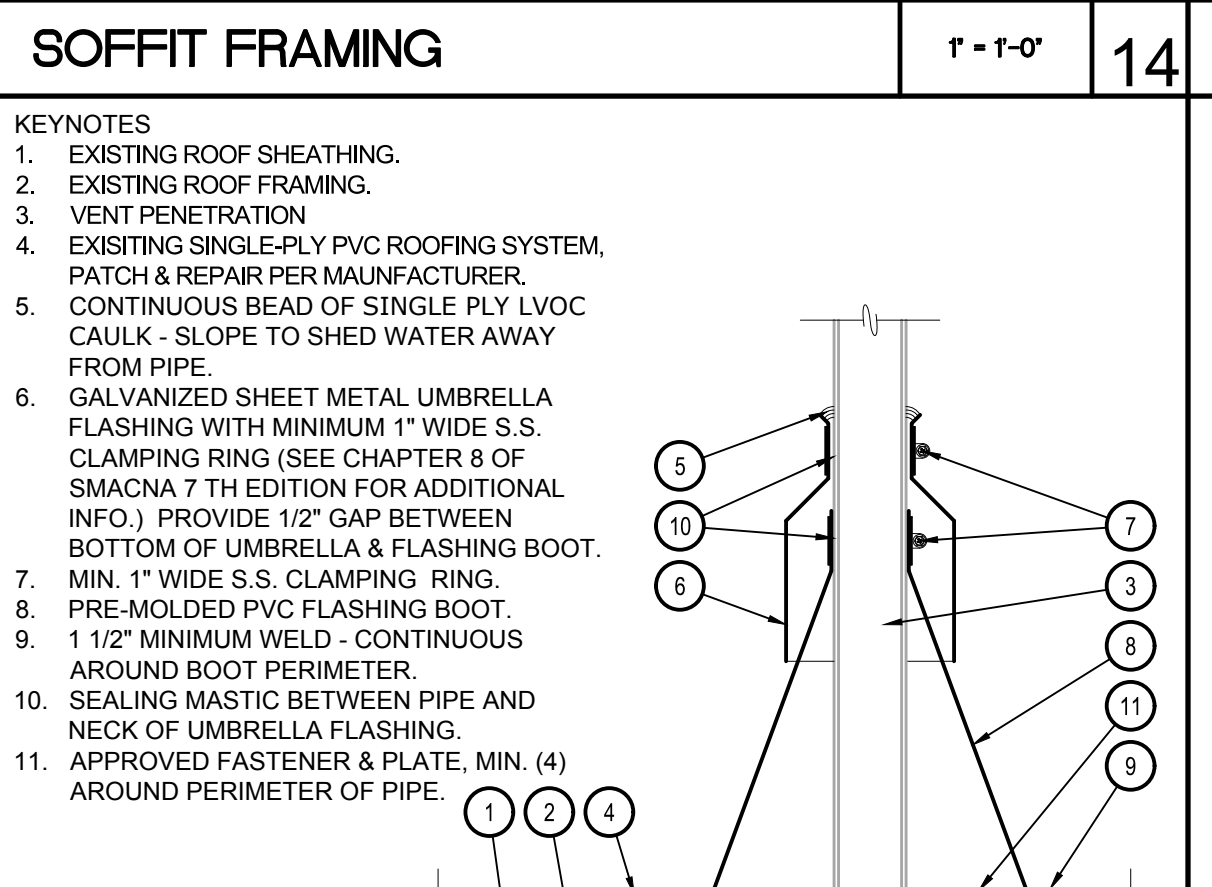 SOFFIT FRAMING
1" = 1'-0"
14
KEYNOTES
1. EXISTING ROOF SHEATHING.
2. EXISTING ROOF FRAMING.
3. VENT PENETRATION
4. EXISITING SINGLE-PLY PVC ROOFING SYSTEM,
PATCH & REPAIR PER MAUNFACTURER.
5. CONTINUOUS BEAD OF SINGLE PLY LVOC
CAULK - SLOPE TO SHED WATER AWAY
FROM PIPE.
6. GALVANIZED SHEET METAL UMBRELLA
FLASHING WITH MINIMUM 1" WIDE S.S.
CLAMPING RING (SEE CHAPTER 8 OF
SMACNA 7 TH EDITION FOR ADDITIONAL
INFO.) PROVIDE 1/2" GAP BETWEEN
BOTTOM OF UMBRELLA & FLASHING BOOT.
7. MIN. 1" WIDE S.S. CLAMPING RING.
8. PRE-MOLDED PVC FLASHING BOOT.
9. 1 1/2" MINIMUM WELD - CONTINUOUS
AROUND BOOT PERIMETER.
10. SEALING MASTIC BETWEEN PIPE AND
NECK OF UMBRELLA FLASHING.
11. APPROVED FASTENER & PLATE, MIN. (4)
AROUND PERIMETER OF PIPE.
5
10
6
7
3
8
11
9
1 2 4